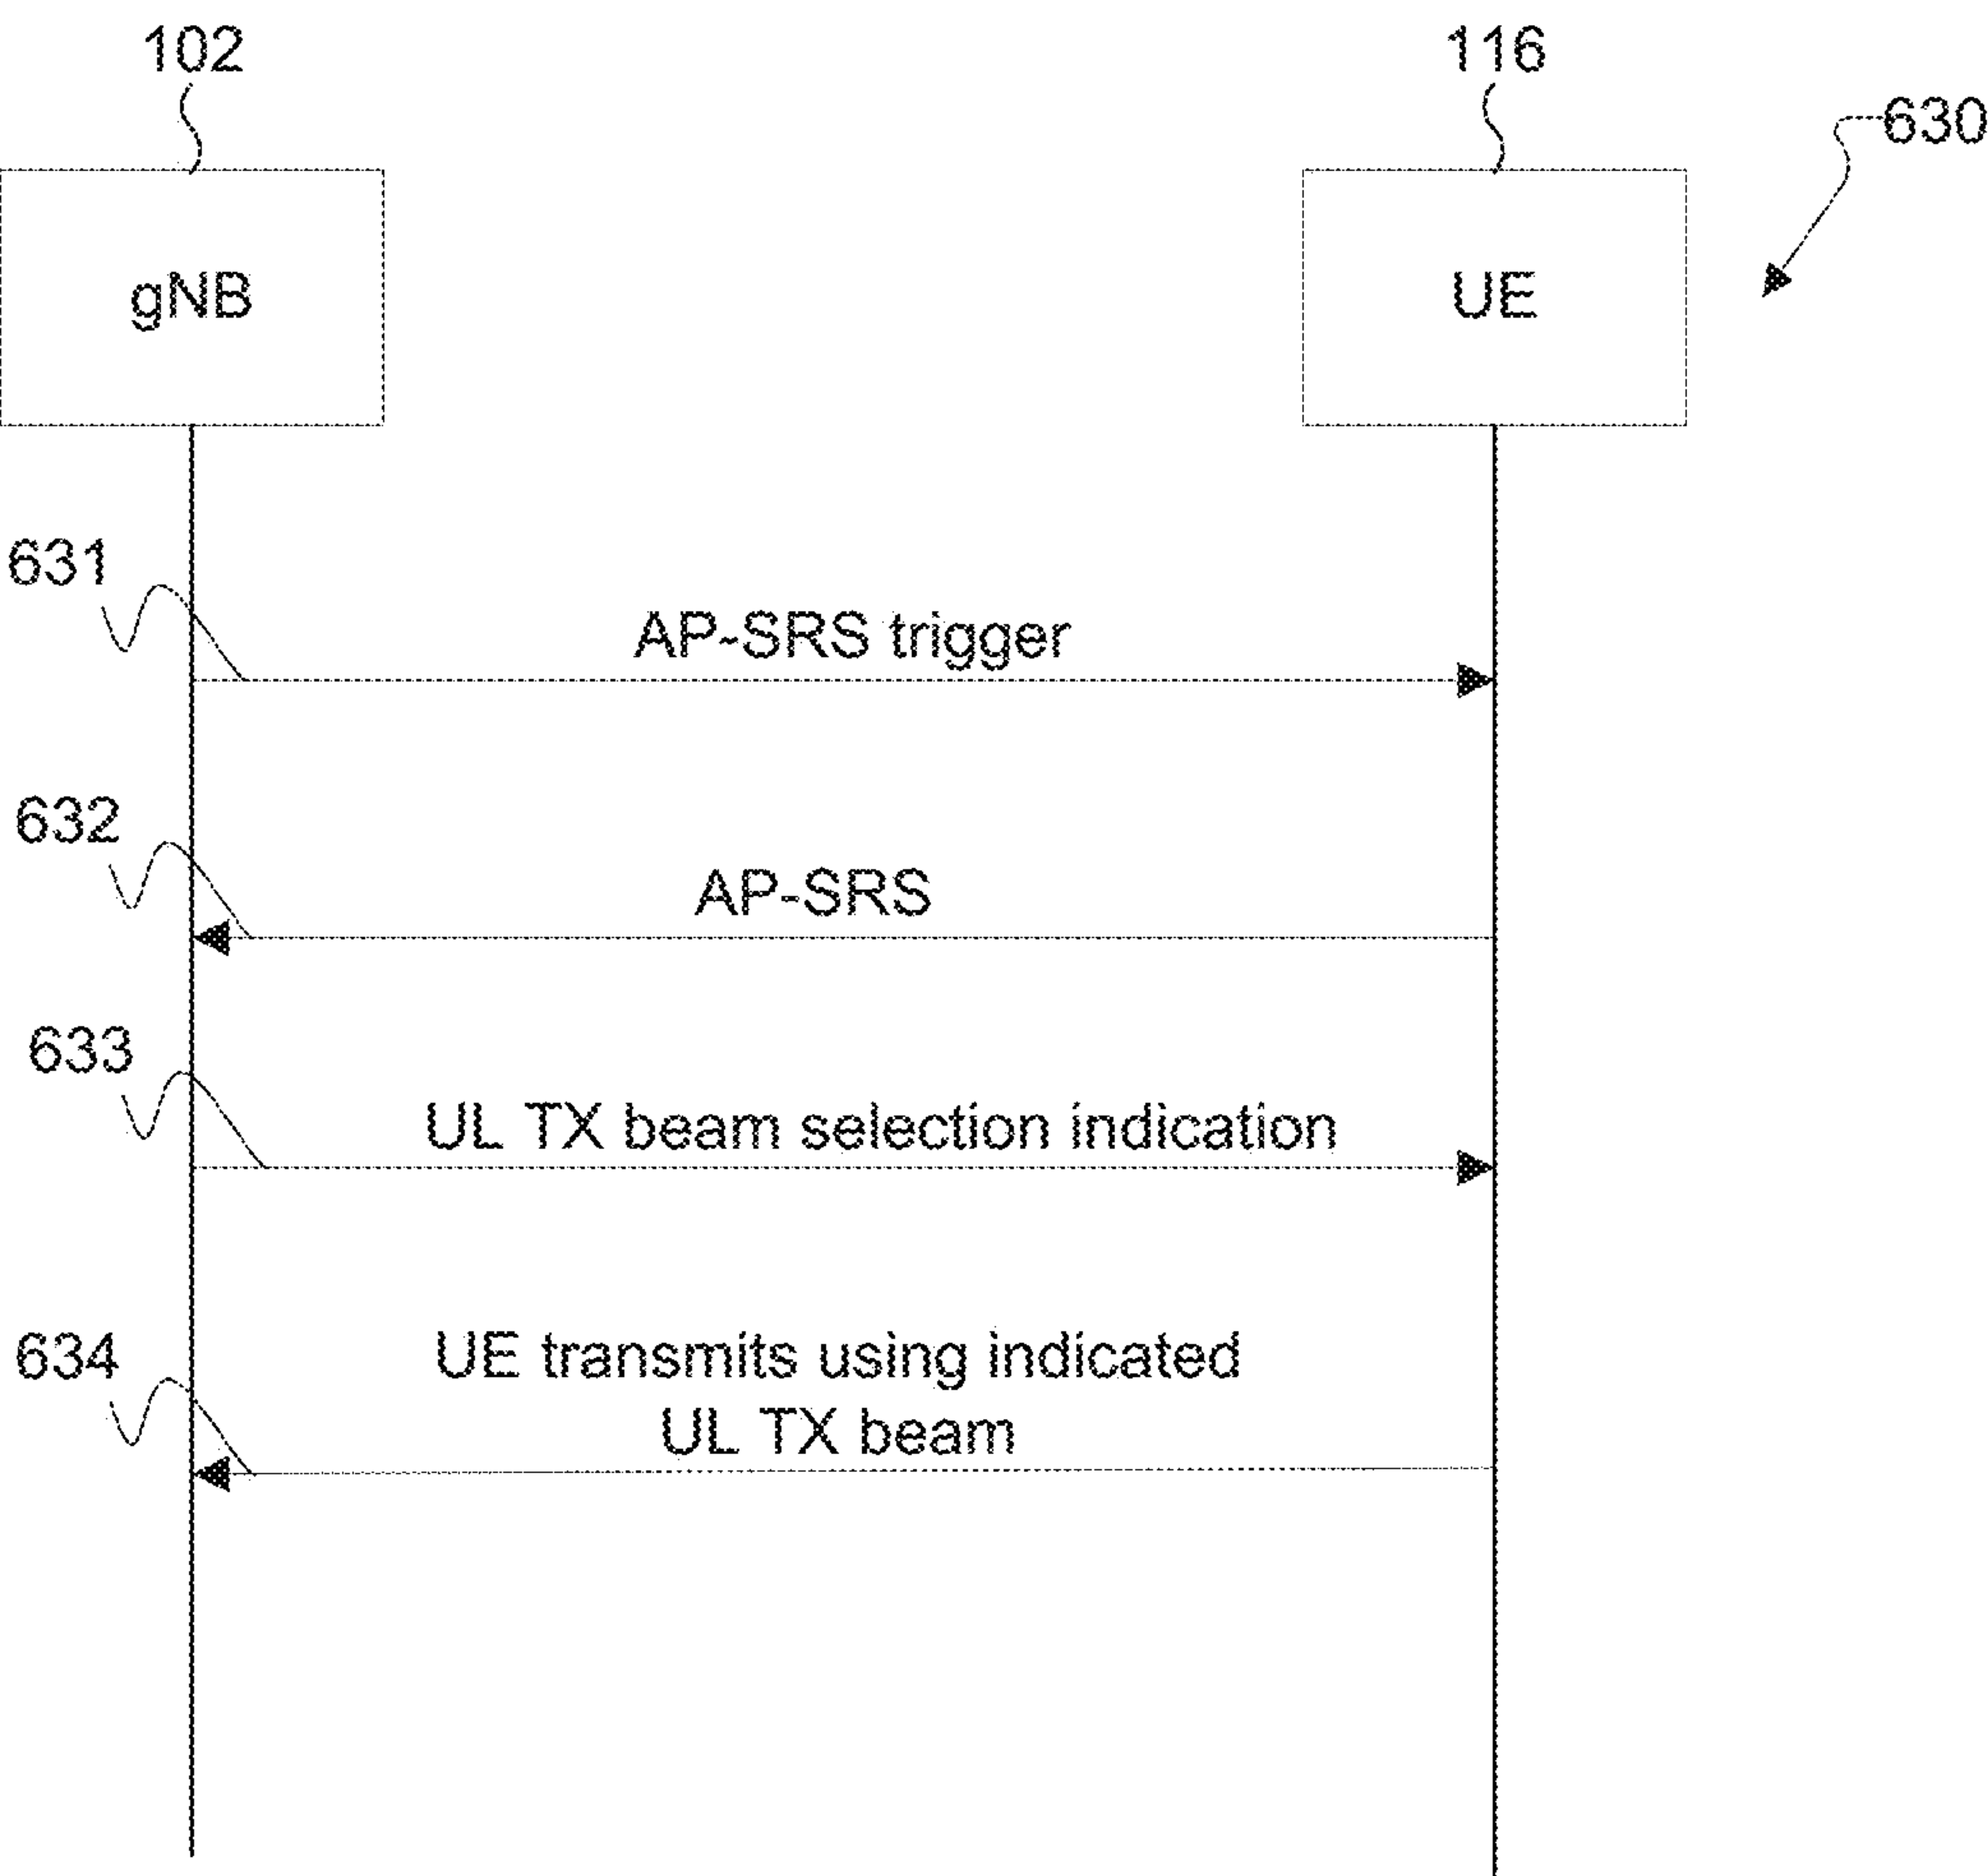 102
116
630
gNB
UE
631
AP-SRS trigger
632
AP-SRS
633
UL TX beam selection indication
634
UE transmits using indicated
UL TX beam